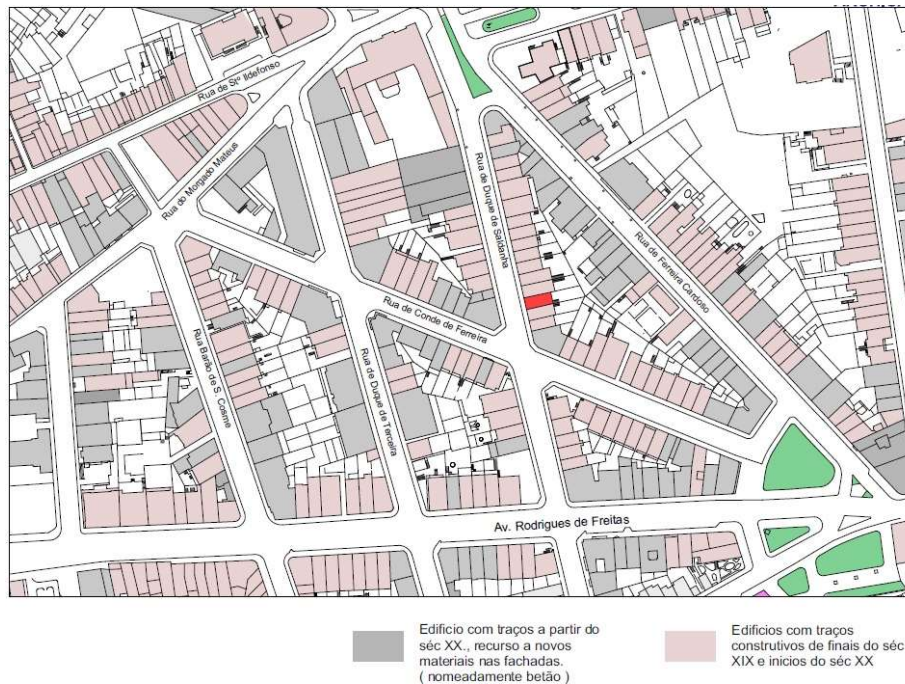 Rua de Stº Ildefonso
Rua do Morgado Mateus
Rua de Duque de Saldanha
Rua de Ferreira Cardoso
Rua de Conde de Ferreira
Rua Barão de S. Cosme
Rua de Duque de Terceira
Av. Rodrigues de Freitas
Edificio com traços a partir do
séc XX., recurso a novos
materiais nas fachadas.
( nomeadamente betão )
Edificios com traços
construtivos de finais do séc
XIX e inicios do séc XX